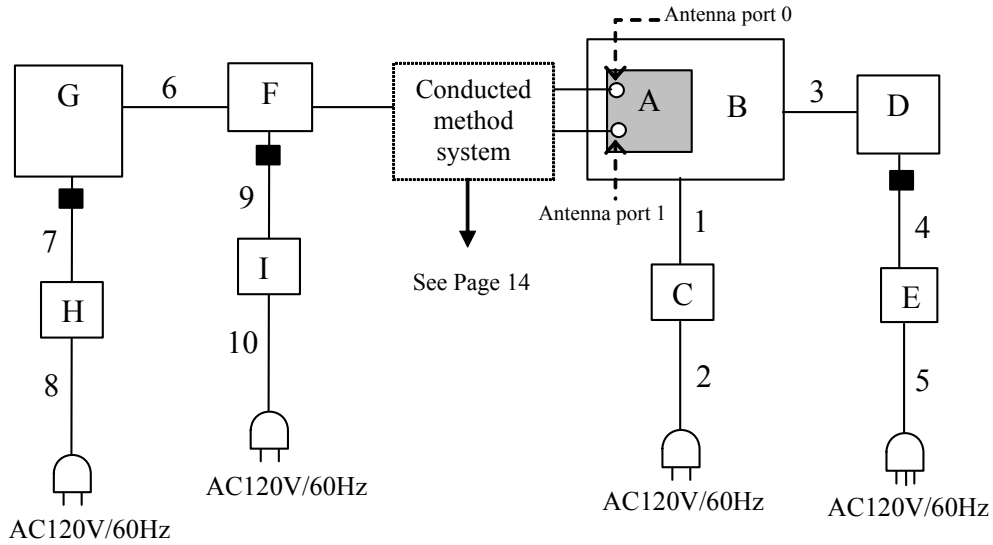 Antenna port 0
G
6
F
Conducted
method
system
A
B
3
D
Antenna port 1
7
9
1
4
See Page 14
H
I
C
E
8
10
2
5
AC120V/60Hz
AC120V/60Hz
AC120V/60Hz
AC120V/60Hz